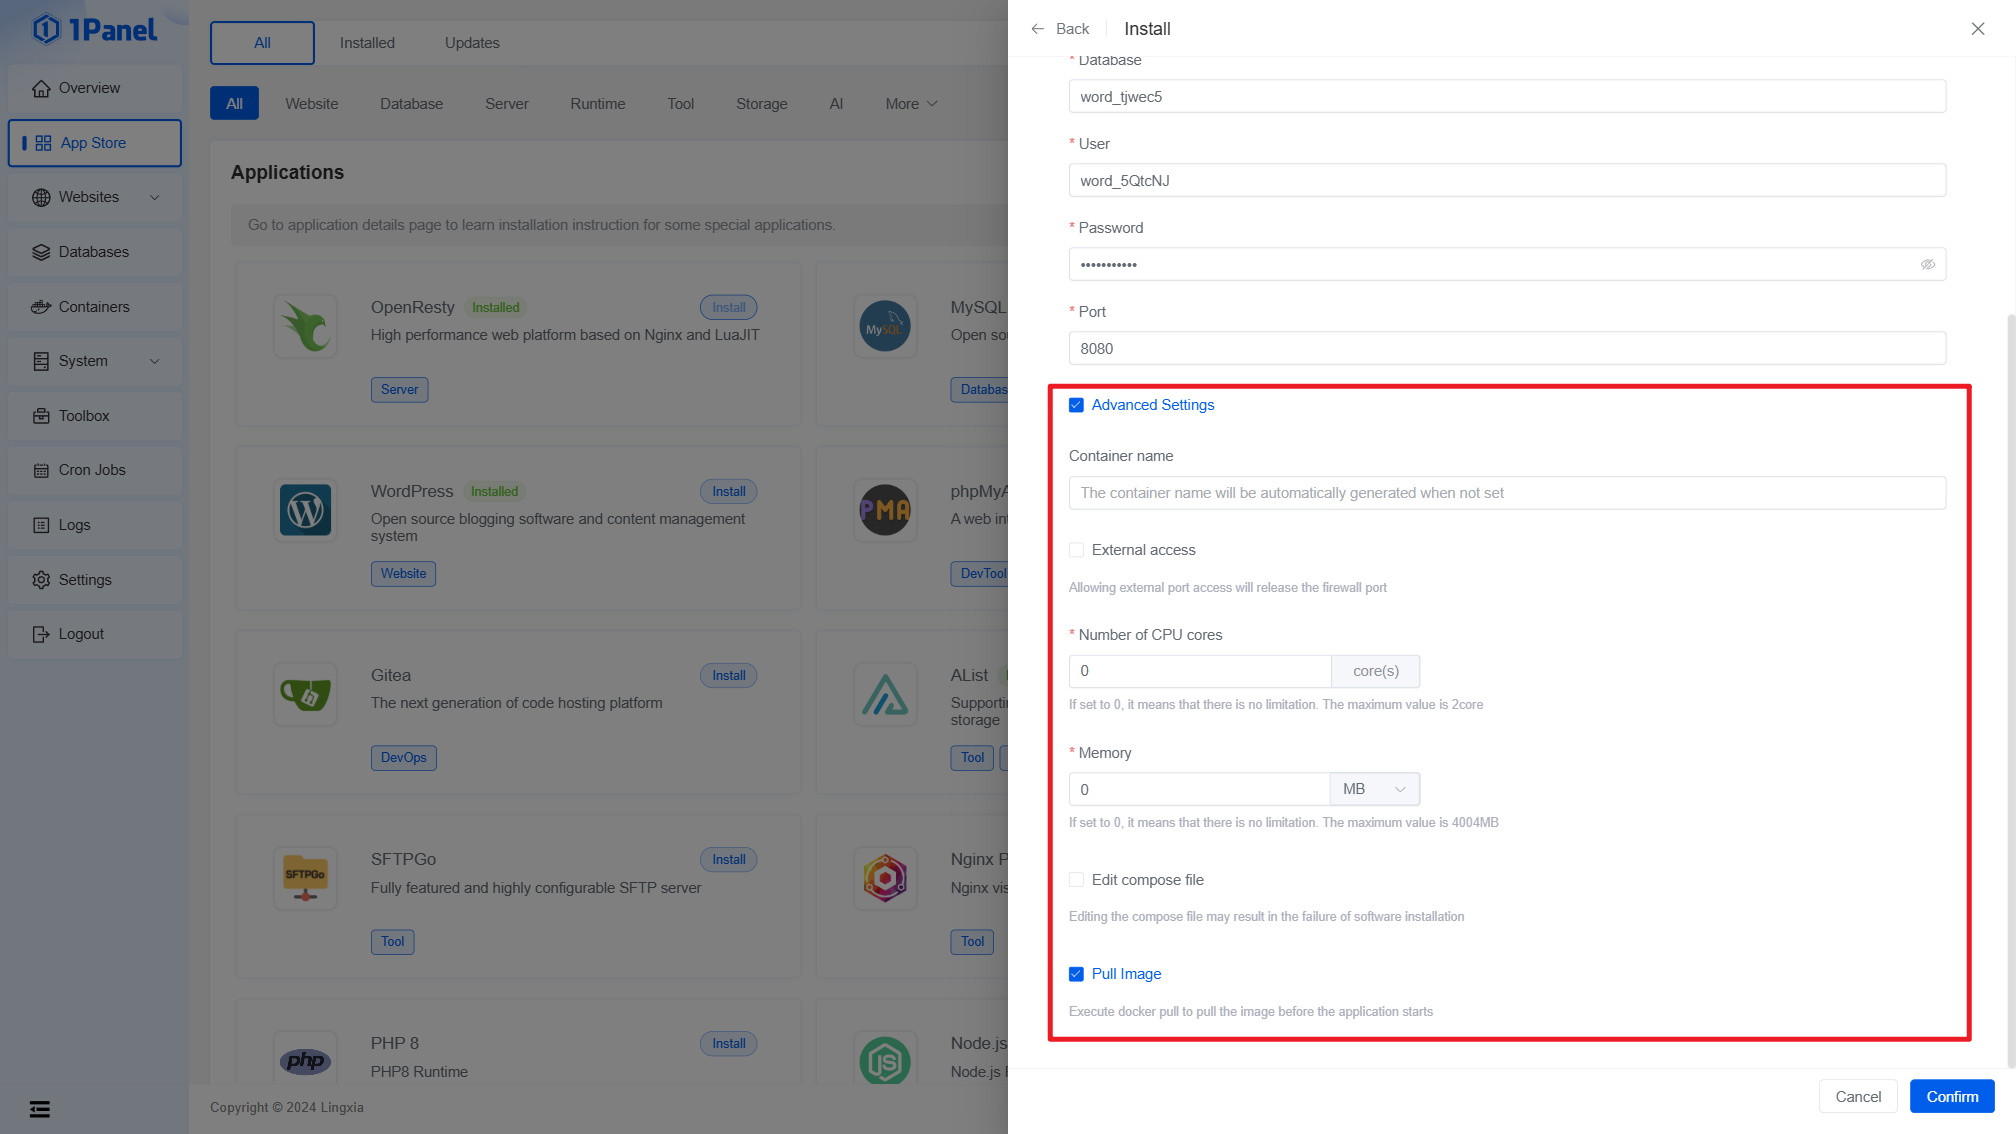 1Panel
Overview
App Store
Websites
Databases
Containers
System
Toolbox
Cron Jobs
Logs
Settings
Logout
All
Installed
Updates
All
Website
Database
Server
Runtime
Tool
Storage
AI
More
Applications
Go to application details page to learn installation instruction for some special applications.
OpenResty
Installed
Install
High performance web platform based on Nginx and LuaJIT
Server
MySQL
MySQL
Open so
Databas
WordPress
Installed
Install
Open source blogging software and content management
system
Website
PMA
phpMyA
A web in
DevTool
Gitea
Install
The next generation of code hosting platform
DevOps
AList
Supporti
storage
Tool
SFTPGo
SFTPGo
Install
Fully featured and highly configurable SFTP server
Tool
Nginx P
Nginx vis
Tool
php
PHP 8
Install
PHP8 Runtime
Node.js
Node.js
Copyright © 2024 Lingxia
Back
Install
* Database
word_tjwec5
* User
word_5QtcNJ
* Password
•••••••••••
* Port
8080
Advanced Settings
Container name
The container name will be automatically generated when not set
External access
Allowing external port access will release the firewall port
* Number of CPU cores
0
core(s)
If set to 0, it means that there is no limitation. The maximum value is 2core
* Memory
0
MB
If set to 0, it means that there is no limitation. The maximum value is 4004MB
Edit compose file
Editing the compose file may result in the failure of software installation
Pull Image
Execute docker pull to pull the image before the application starts
Cancel
Confirm